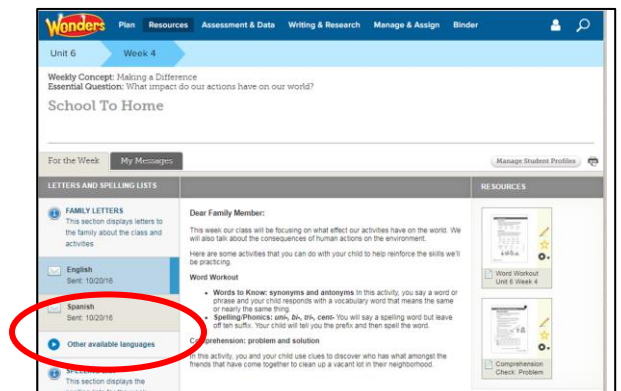 Wonders Plan Resources Assessment & Data Writing & Research Manage & Assign Binder
Unit 6 Week 4
Weekly Concept: Making a Difference
Essential Question: What impact do our actions have on our world?
School To Home
For the Week My Messages Manage Student Profiles
LETTERS AND SPELLING LISTS
FAMILY LETTERS
This section displays letters to
the family about the class and
activities
English
Sent: 10/20/16
Spanish
Sent: 10/20/16
Other available languages
This section displays the
Dear Family Member:
This week our class will be focusing on what effect our activities have on the world. We
will also talk about the consequences of human actions on the environment.
Here are some activities that you can do with your child to help reinforce the skills we'll
be practicing.
Word Workout
• Words to Know: synonyms and antonyms In this activity, you say a word or
phrase and your child responds with a vocabulary word that means the same
or nearly the same thing.
• Spelling/Phonics: uni-, bi-, tri-, cent- You will say a spelling word but leave
off ten suffix. Your child will tell you the prefix and then spell the word.
Comprehension: problem and solution
In this activity, you and your child use clues to discover who has what amongst the
friends that have come together to clean up a vacant lot in their neighborhood.
RESOURCES
Word Workout
Unit 6 Week 4
Comprehension
Check: Problem